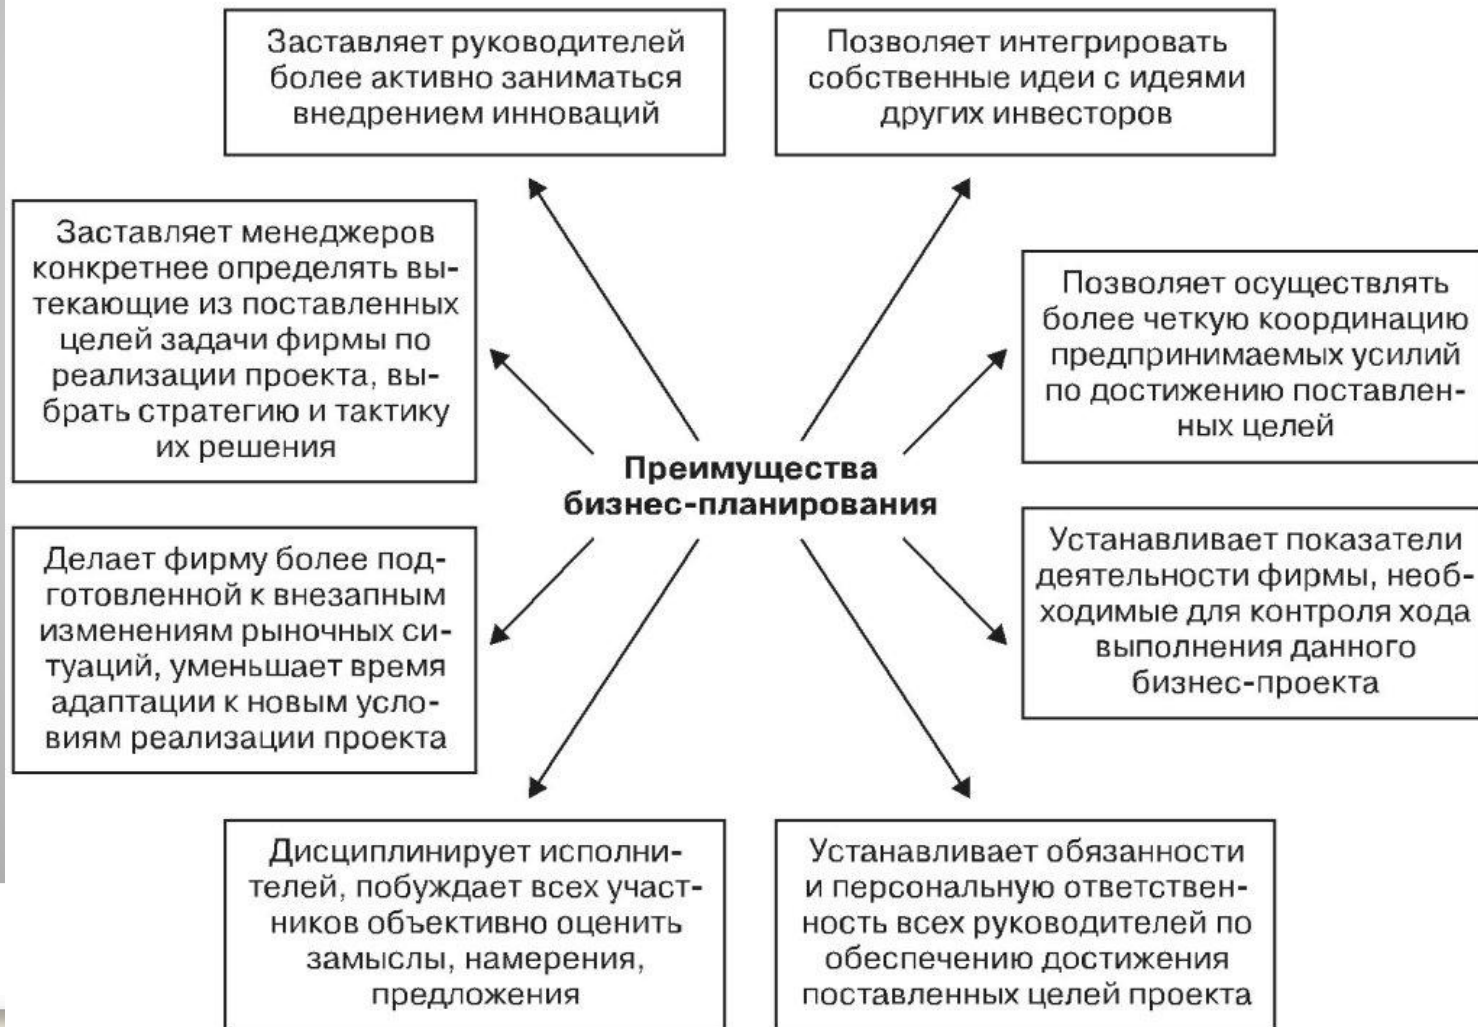 Заставляет руководителей
более активно заниматься
внедрением инноваций
Позволяет интегрировать
собственные идеи с идеями
других инвесторов
Заставляет менеджеров
конкретнее определять вы-
текающие из поставленных
целей задачи фирмы по
реализации проекта, вы-
брать стратегию и тактику
их решения
Позволяет осуществлять
более четкую координацию
предпринимаемых усилий
по достижению поставлен-
ных целей
Преимущества
бизнес-планирования
Делает фирму более под-
готовленной к внезапным
изменениям рыночных си-
туаций, уменьшает время
адаптации к новым усло-
виям реализации проекта
Устанавливает показатели
деятельности фирмы, необ-
ходимые для контроля хода
выполнения данного
бизнес-проекта
Дисциплинирует исполни-
телей, побуждает всех участ-
ников объективно оценить
замыслы, намерения,
предложения
Устанавливает обязанности
и персональную ответствен-
ность всех руководителей по
обеспечению достижения
поставленных целей проекта